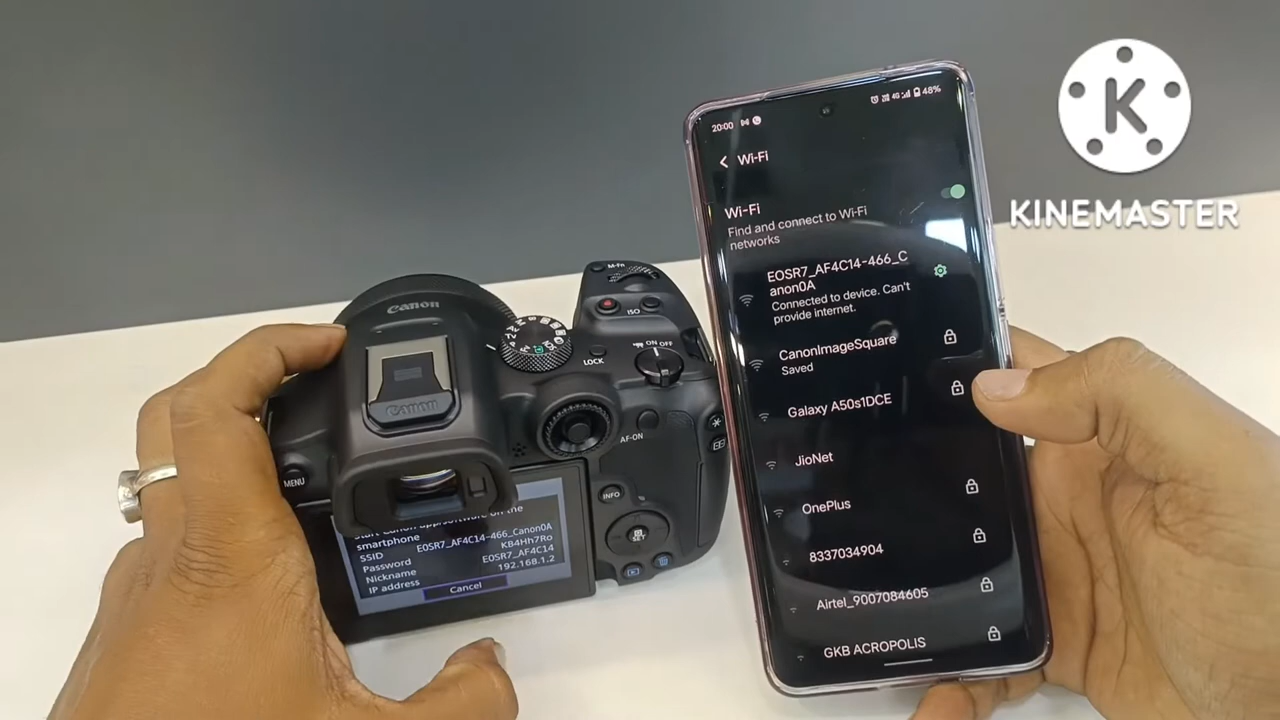 KINEMASTER
20:00
4G
48%
Wi-Fi
Wi-Fi
Find and connect to Wi-Fi
networks
EOSR7_AF4C14-466_C
anon0A
Connected to device. Can't
provide internet.
CanonImageSquare
Saved
Galaxy A50s1DCE
JioNet
OnePlus
8337034904
Airtel_9007084605
GKB ACROPOLIS
Canon
Canon
M-Fn
ISO
LOCK
ON OFF
AF-ON
MENU
INFO
SET
smartphone
SSID EOSR7_AF4C14-466_Canon0A
Password KB4Hh7Ro
Nickname EOSR7_AF4C14
IP address 192.168.1.2
Cancel